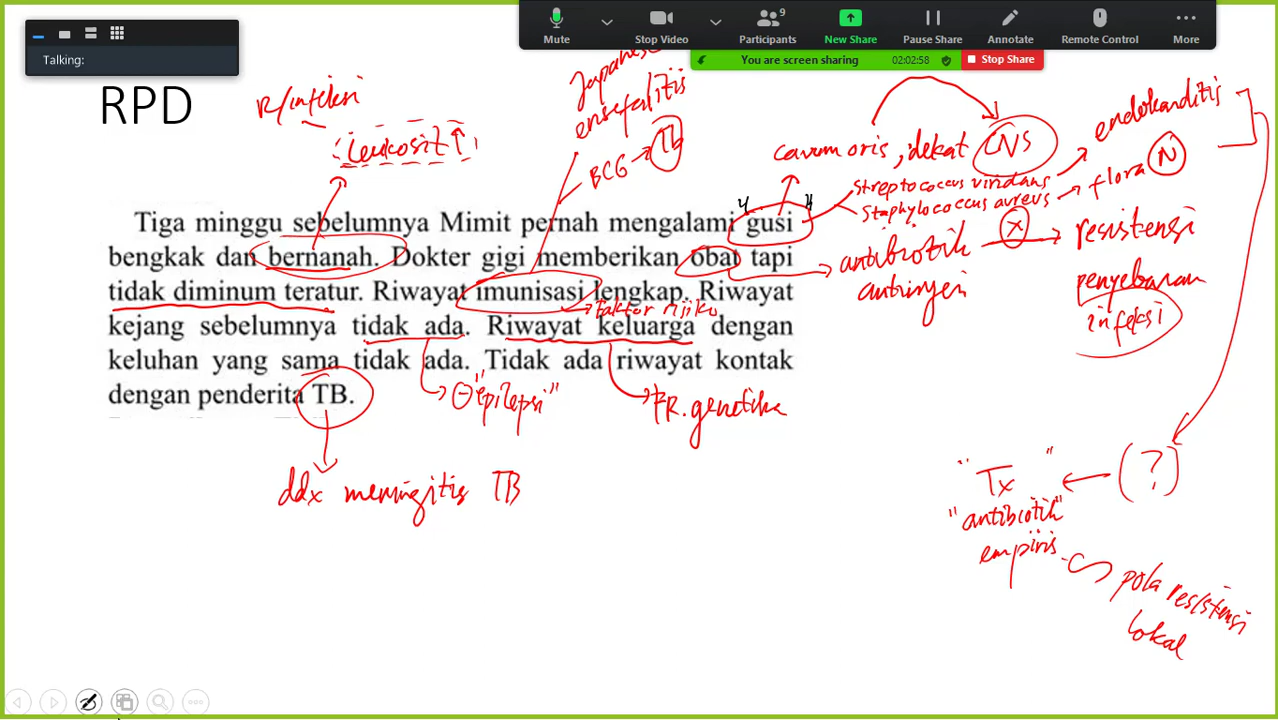 Talking:
Mute
Stop Video
9
Participants
New Share
Pause Share
Annotate
Remote Control
More
You are screen sharing
02:02:58
Stop Share
RPD
R/infeksi
Leukosit ↑
Japanese
ensefalitis
BCG → Tb
cavum oris, dekat CNS
endokarditis
Streptococcus viridans
Staphylococcus aureus
flora N
Tiga minggu sebelumnya Mimit pernah mengalami gusi
bengkak dan bernanah. Dokter gigi memberikan obat tapi
tidak diminum teratur. Riwayat imunisasi lengkap. Riwayat
kejang sebelumnya tidak ada. Riwayat keluarga dengan
keluhan yang sama tidak ada. Tidak ada riwayat kontak
dengan penderita TB.
faktor risiko
antibiotik
antinyeri
X
resistensi
penyebaran
infeksi
⊖ "epilepsi"
FR. genetika
ddx meningitis TB
(?)
" Tx "
"antibiotik"
empiris
pola resistensi
lokal